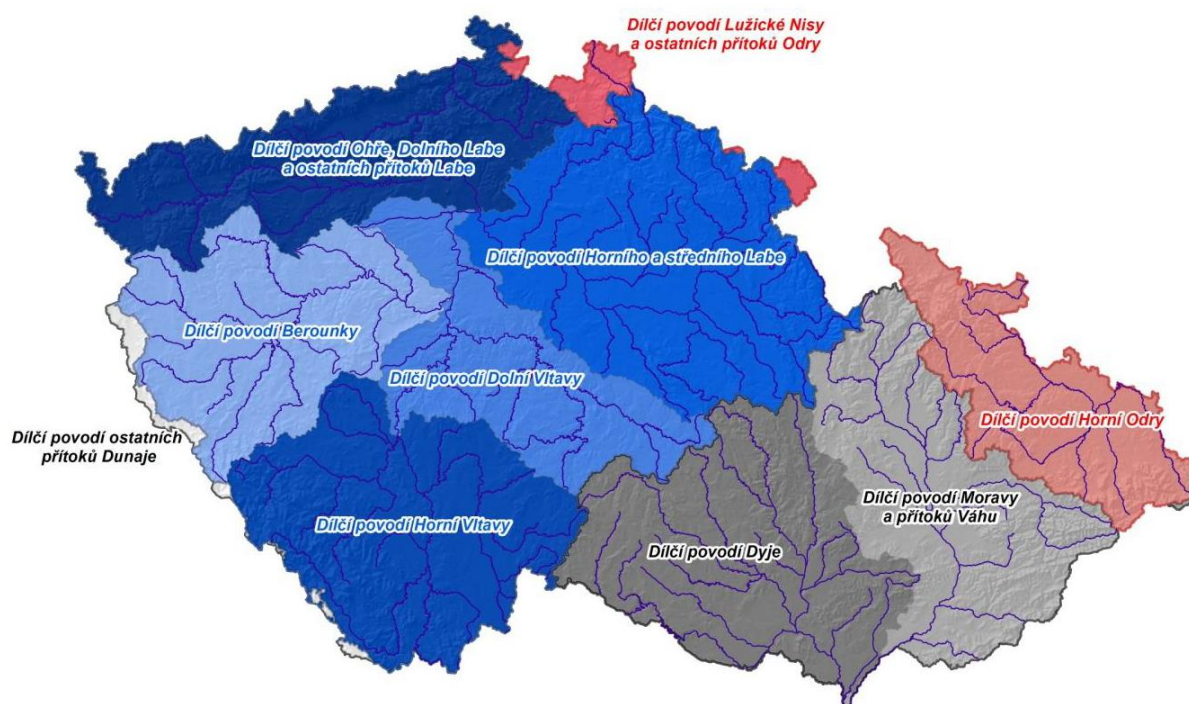 Dílčí povodí Lužické Nisy
a ostatních přítoků Odry
Dílčí povodí Ohře, Dolního Labe
a ostatních přítoků Labe
Dílčí povodí Horního a středního Labe
Dílčí povodí Berounky
Dílčí povodí Dolní Vltavy
Dílčí povodí Horní Odry
Dílčí povodí ostatních
přítoků Dunaje
Dílčí povodí Moravy
a přítoků Váhu
Dílčí povodí Horní Vltavy
Dílčí povodí Dyje